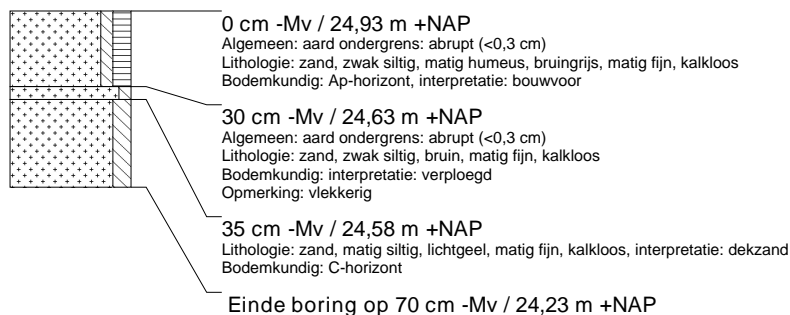 0 cm -Mv / 24,93 m +NAP
Algemeen: aard ondergrens: abrupt (<0,3 cm)
Lithologie: zand, zwak siltig, matig humeus, bruingrijs, matig fijn, kalkloos
Bodemkundig: Ap-horizont, interpretatie: bouwvoor
30 cm -Mv / 24,63 m +NAP
Algemeen: aard ondergrens: abrupt (<0,3 cm)
Lithologie: zand, zwak siltig, bruin, matig fijn, kalkloos
Bodemkundig: interpretatie: verploegd
Opmerking: vlekkerig
35 cm -Mv / 24,58 m +NAP
Lithologie: zand, matig siltig, lichtgeel, matig fijn, kalkloos, interpretatie: dekzand
Bodemkundig: C-horizont
Einde boring op 70 cm -Mv / 24,23 m +NAP